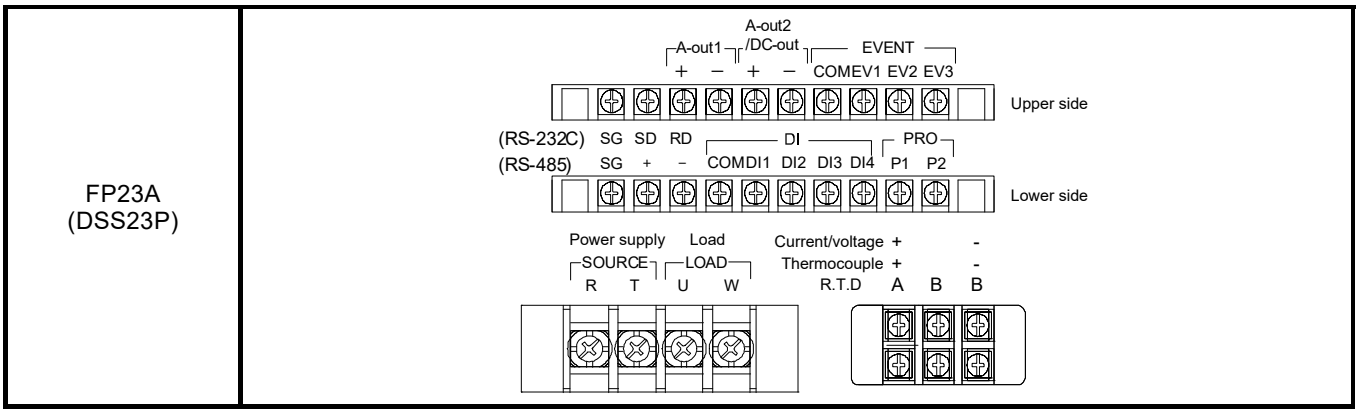 FP23A
(DSS23P)
A-out2
A-out1 /DC-out EVENT
+ − + − COM EV1 EV2 EV3
Upper side
(RS-232C) SG SD RD DI PRO
(RS-485) SG + − COM DI1 DI2 DI3 DI4 P1 P2
Lower side
Power supply Load
SOURCE LOAD
R T U W
Current/voltage + -
Thermocouple + -
R.T.D A B B